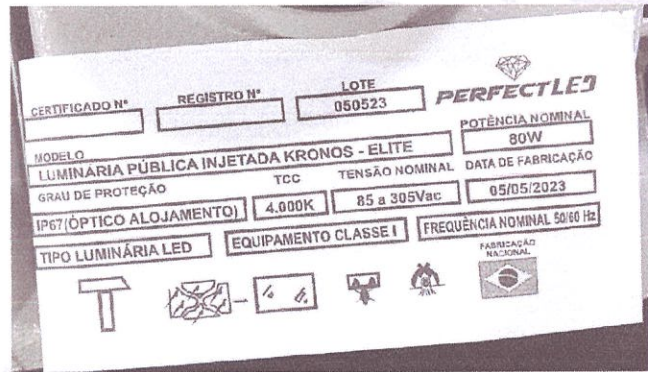 PERFECTLED
CERTIFICADO Nº
REGISTRO Nº
LOTE
050523
MODELO
LUMINÁRIA PÚBLICA INJETADA KRONOS - ELITE
POTÊNCIA NOMINAL
80W
GRAU DE PROTEÇÃO
IP67(ÓPTICO ALOJAMENTO)
TCC
4.000K
TENSÃO NOMINAL
85 a 305Vac
DATA DE FABRICAÇÃO
05/05/2023
TIPO LUMINÁRIA LED
EQUIPAMENTO CLASSE I
FREQUÊNCIA NOMINAL 50/60 Hz
FABRICAÇÃO
NACIONAL